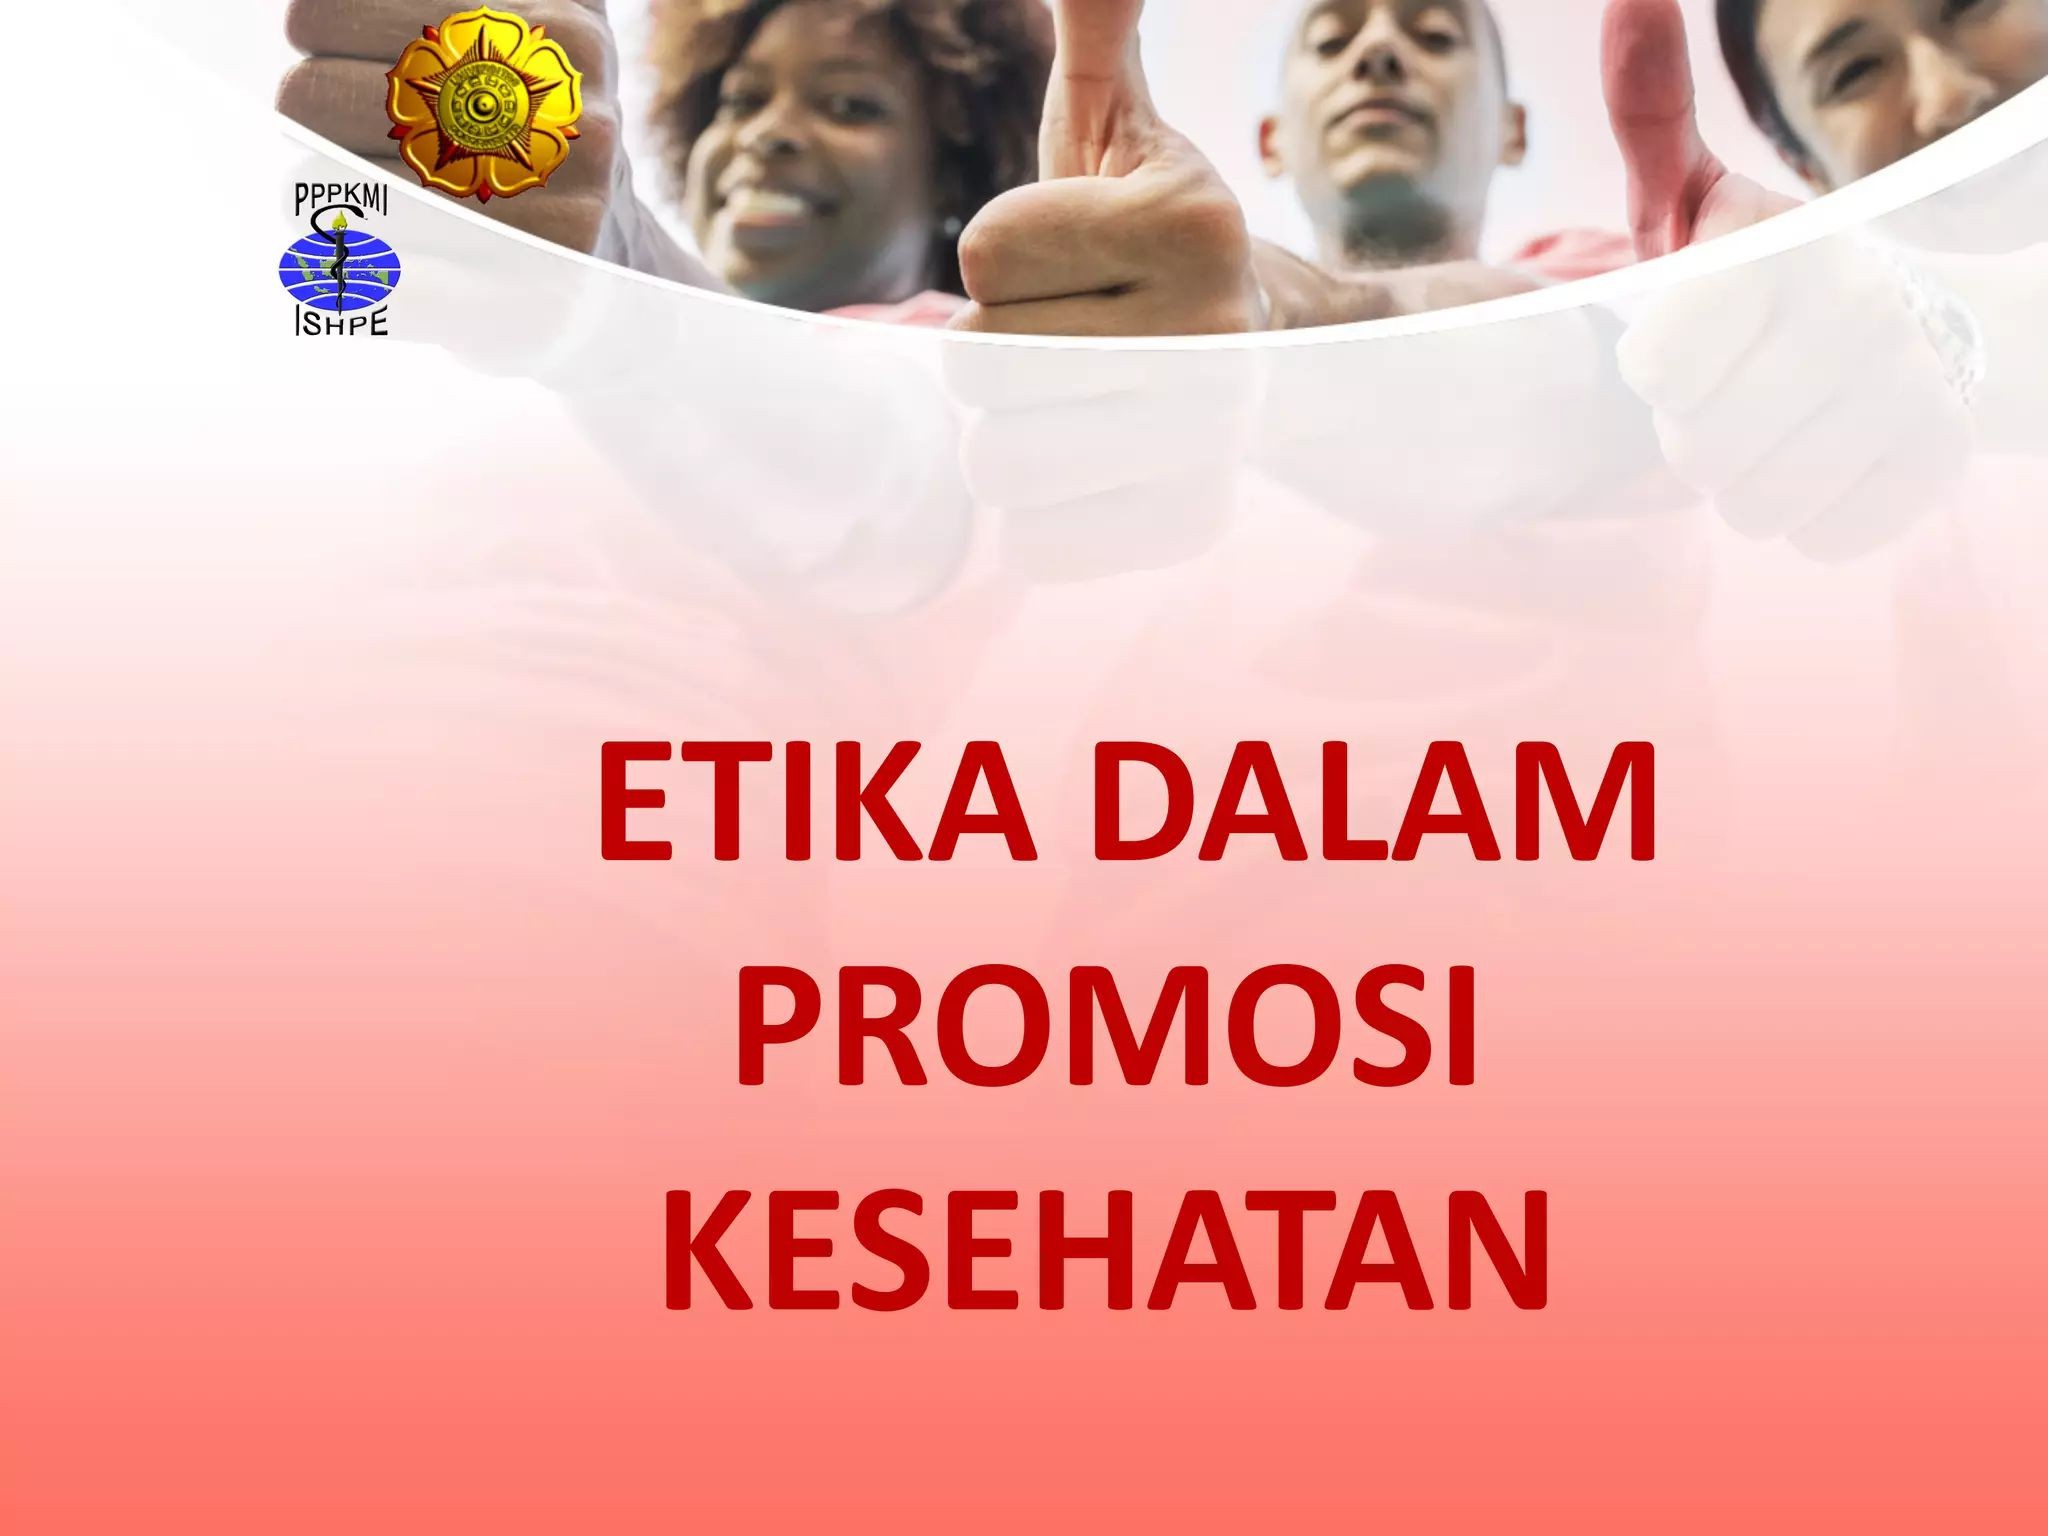 PPPKMI
ISHPE
ETIKA DALAM
PROMOSI
KESEHATAN